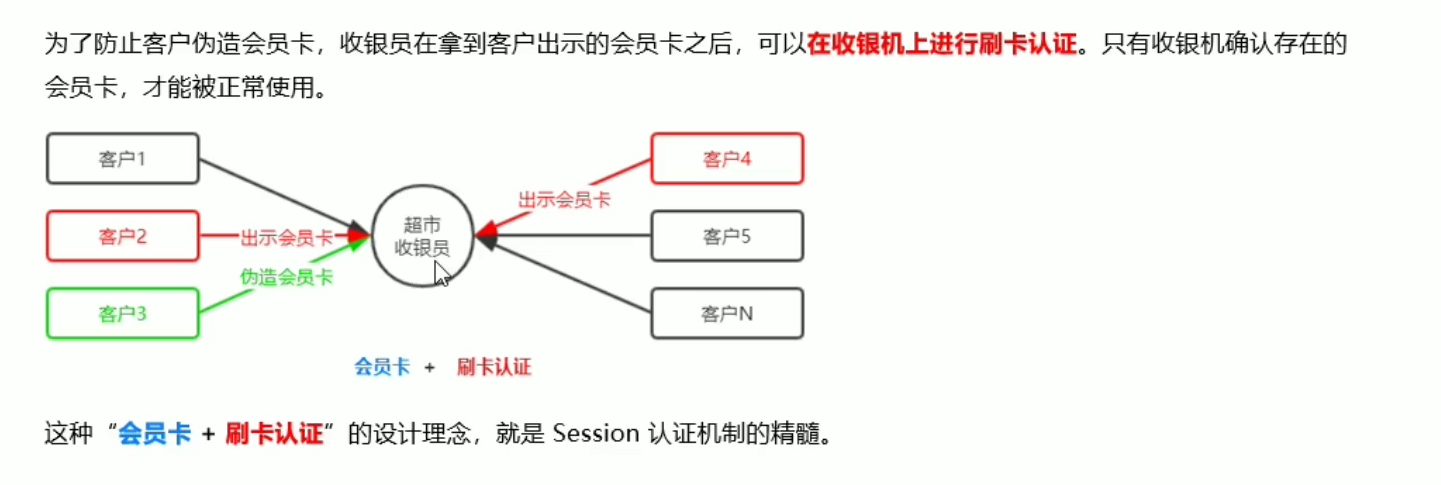 为了防止客户伪造会员卡，收银员在拿到客户出示的会员卡之后，可以在收银机上进行刷卡认证。只有收银机确认存在的
会员卡，才能被正常使用。
客户1
客户4
出示会员卡
客户2
出示会员卡
超市
收银员
客户5
伪造会员卡
客户3
客户N
会员卡 + 刷卡认证
这种“会员卡 + 刷卡认证”的设计理念，就是 Session 认证机制的精髓。